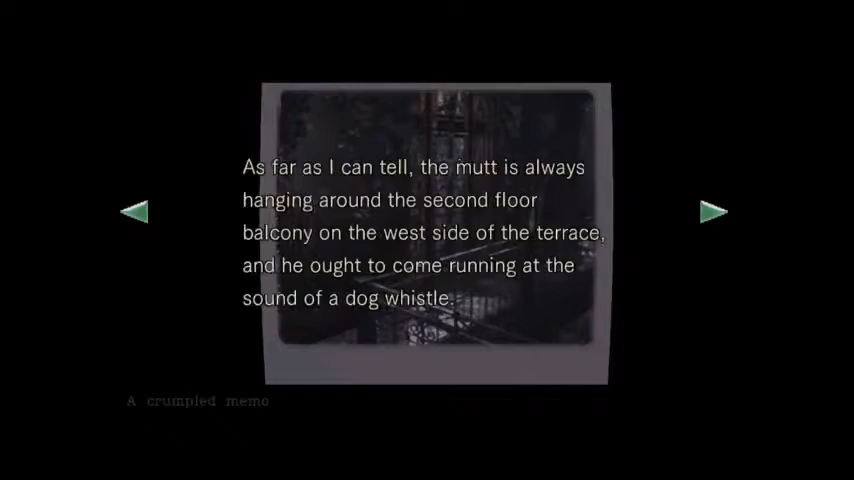 As far as I can tell, the mutt is always
hanging around the second floor
balcony on the west side of the terrace,
and he ought to come running at the
sound of a dog whistle.
A crumpled memo